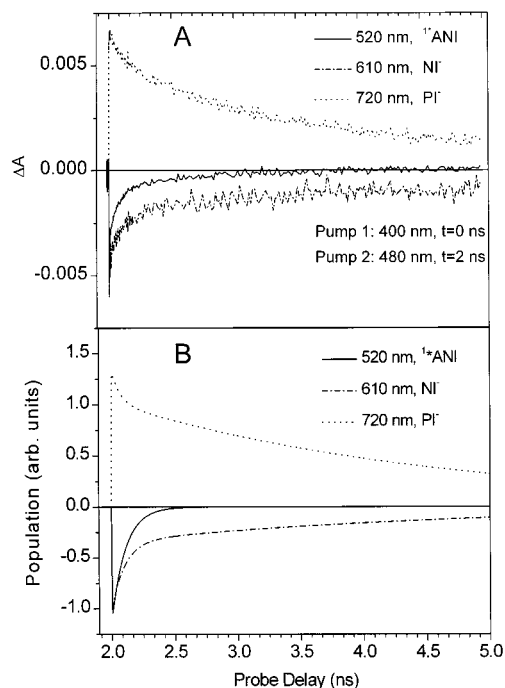 A
520 nm, ¹*ANI
610 nm, NI⁻
720 nm, PI⁻
0.005
0.000
-0.005
ΔA
Pump 1: 400 nm, t=0 ns
Pump 2: 480 nm, t=2 ns
B
520 nm, ¹*ANI
610 nm, NI⁻
720 nm, PI⁻
1.5
1.0
0.5
0.0
-0.5
-1.0
Population (arb. units)
2.0 2.5 3.0 3.5 4.0 4.5 5.0
Probe Delay (ns)